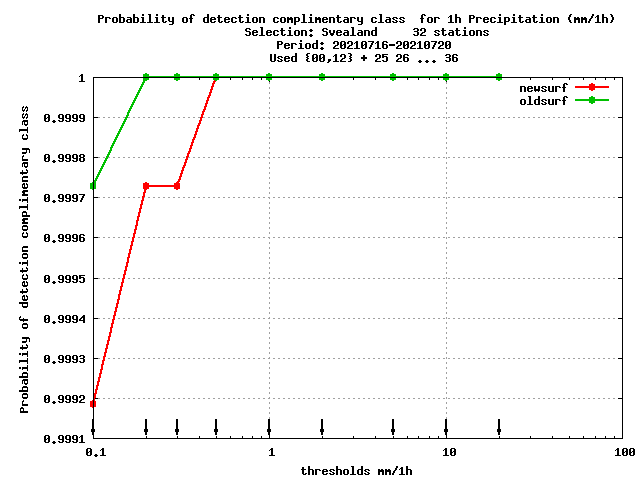 Probability of detection complimentary class  for 1h Precipitation (mm/1h)
Selection: Svealand     32 stations
Period: 20210716-20210720
Used {00,12} + 25 26 ... 36
newsurf
oldsurf
Probability of detection complimentary class
1
0.9999
0.9998
0.9997
0.9996
0.9995
0.9994
0.9993
0.9992
0.9991
0.1
1
10
100
thresholds mm/1h